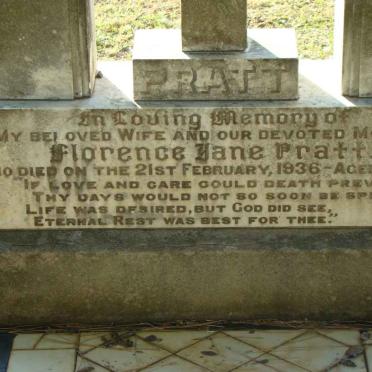 PRATT
In Loving Memory of
MY BELOVED WIFE AND OUR DEVOTED
Florence Jane Pratt
DIED ON THE 21ST FEBRUARY, 1936-
"IF LOVE AND CARE COULD DEATH
THY DAYS WOULD NOT SO SOON BE
LIFE WAS DESIRED, BUT GOD DID SEE,
ETERNAL REST WAS BEST FOR THEE."